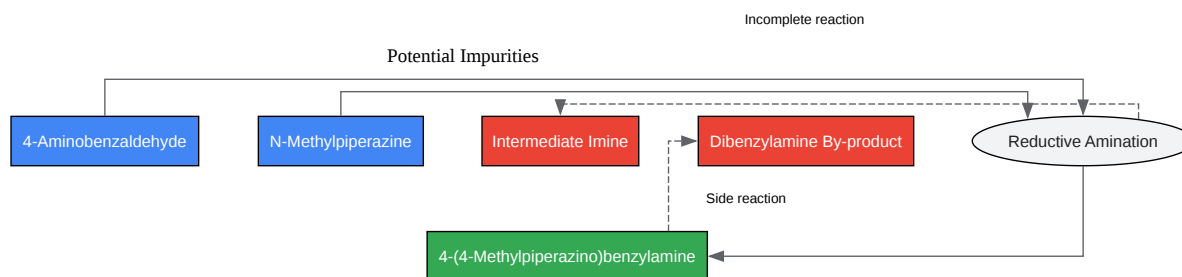 Incomplete reaction
Potential Impurities
4-Aminobenzaldehyde
N-Methylpiperazine
Intermediate Imine
Dibenzylamine By-product
Reductive Amination
Side reaction
4-(4-Methylpiperazino)benzylamine